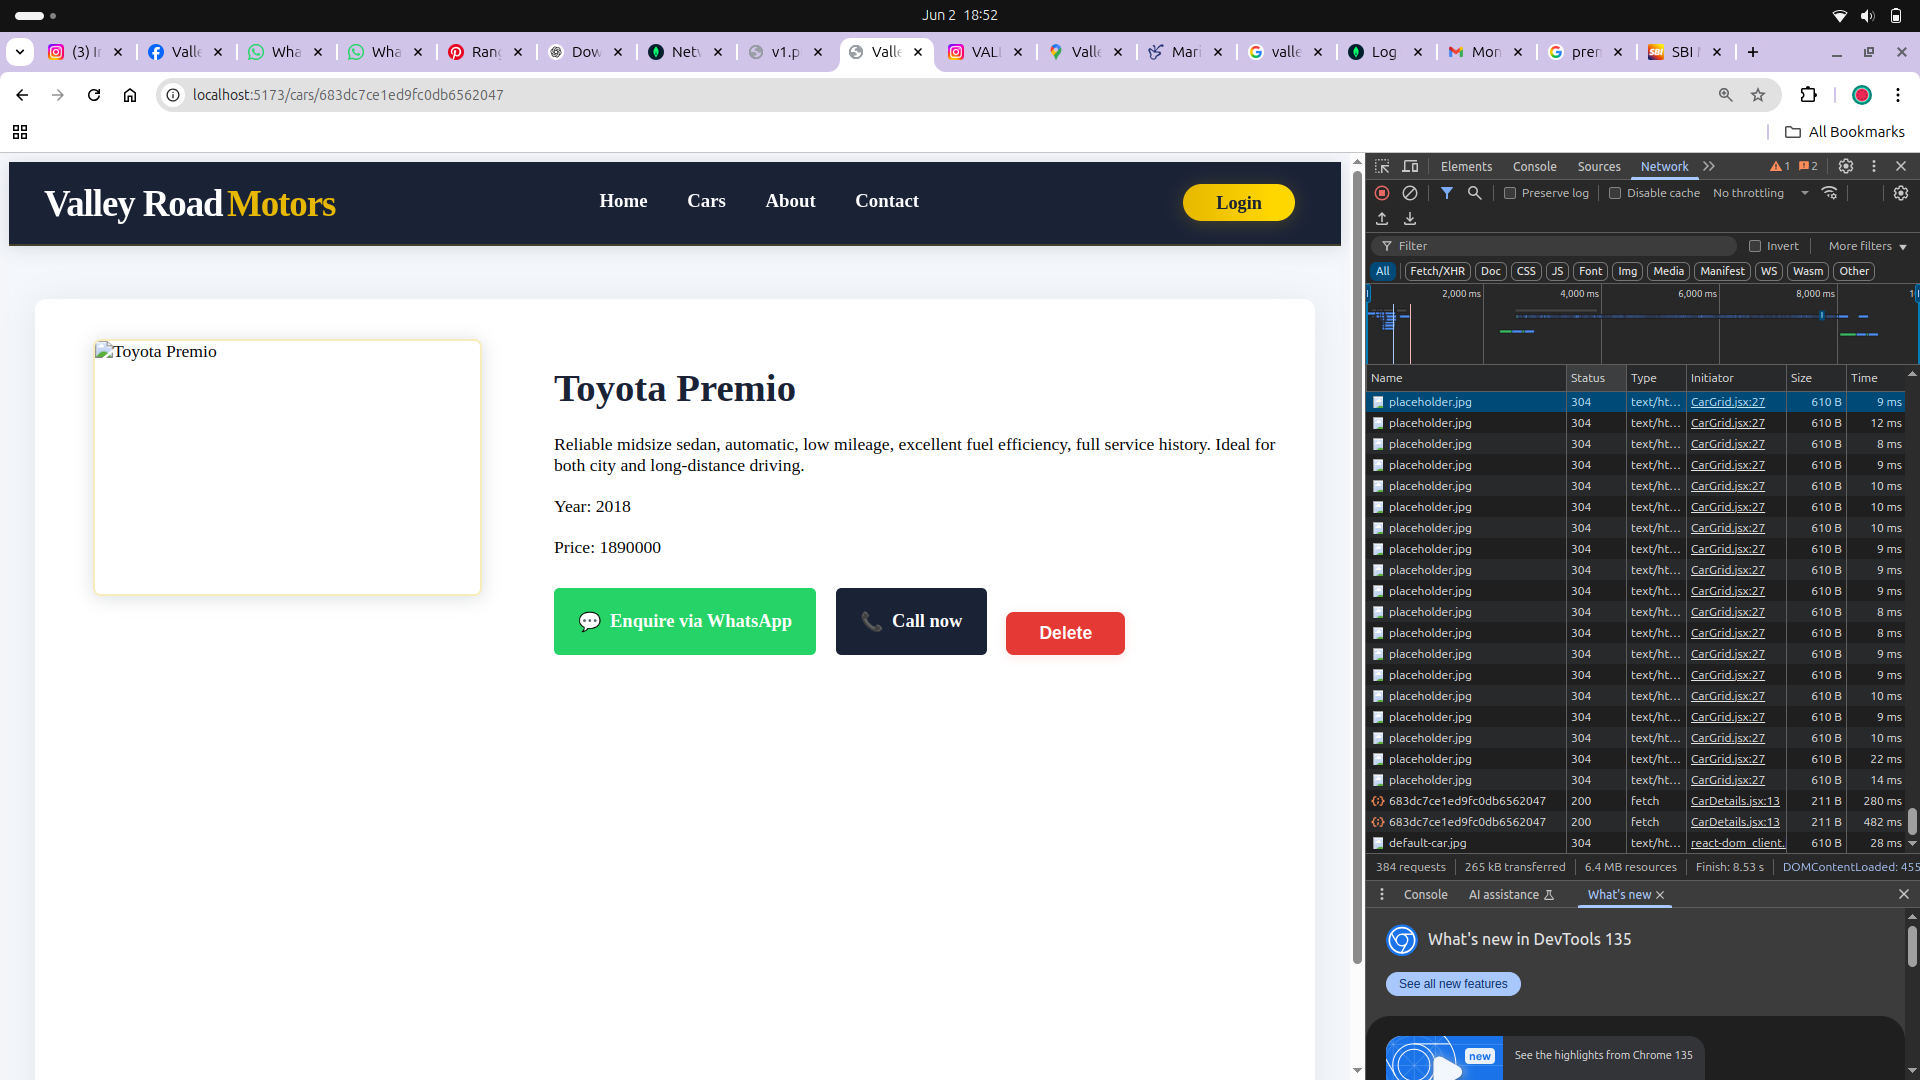 Jun 2 18:52
(3) In
Valle
Wha
Wha
Rang
Dow
Netw
v1.p
Valle
VALL
Valle
Mari
valle
Log
Mon
prem
SBI
localhost:5173/cars/683dc7ce1ed9fc0db6562047
All Bookmarks
Valley Road Motors
Home
Cars
About
Contact
Login
Toyota Premio
Toyota Premio
Reliable midsize sedan, automatic, low mileage, excellent fuel efficiency, full service history. Ideal for
both city and long-distance driving.
Year: 2018
Price: 1890000
💬 Enquire via WhatsApp
📞 Call now
Delete
Elements Console Sources Network 1 2
Preserve log Disable cache No throttling
Filter Invert More filters
All Fetch/XHR Doc CSS JS Font Img Media Manifest WS Wasm Other
2,000 ms 4,000 ms 6,000 ms 8,000 ms 1
Name Status Type Initiator Size Time
placeholder.jpg 304 text/ht... CarGrid.jsx:27 610 B 9 ms
placeholder.jpg 304 text/ht... CarGrid.jsx:27 610 B 12 ms
placeholder.jpg 304 text/ht... CarGrid.jsx:27 610 B 8 ms
placeholder.jpg 304 text/ht... CarGrid.jsx:27 610 B 9 ms
placeholder.jpg 304 text/ht... CarGrid.jsx:27 610 B 10 ms
placeholder.jpg 304 text/ht... CarGrid.jsx:27 610 B 10 ms
placeholder.jpg 304 text/ht... CarGrid.jsx:27 610 B 10 ms
placeholder.jpg 304 text/ht... CarGrid.jsx:27 610 B 9 ms
placeholder.jpg 304 text/ht... CarGrid.jsx:27 610 B 9 ms
placeholder.jpg 304 text/ht... CarGrid.jsx:27 610 B 9 ms
placeholder.jpg 304 text/ht... CarGrid.jsx:27 610 B 8 ms
placeholder.jpg 304 text/ht... CarGrid.jsx:27 610 B 8 ms
placeholder.jpg 304 text/ht... CarGrid.jsx:27 610 B 9 ms
placeholder.jpg 304 text/ht... CarGrid.jsx:27 610 B 9 ms
placeholder.jpg 304 text/ht... CarGrid.jsx:27 610 B 10 ms
placeholder.jpg 304 text/ht... CarGrid.jsx:27 610 B 9 ms
placeholder.jpg 304 text/ht... CarGrid.jsx:27 610 B 10 ms
placeholder.jpg 304 text/ht... CarGrid.jsx:27 610 B 22 ms
placeholder.jpg 304 text/ht... CarGrid.jsx:27 610 B 14 ms
683dc7ce1ed9fc0db6562047 200 fetch CarDetails.jsx:13 211 B 280 ms
683dc7ce1ed9fc0db6562047 200 fetch CarDetails.jsx:13 211 B 482 ms
default-car.jpg 304 text/ht... react-dom_client. 610 B 28 ms
384 requests 265 kB transferred 6.4 MB resources Finish: 8.53 s DOMContentLoaded: 455
Console AI assistance What's new
What's new in DevTools 135
See all new features
new
See the highlights from Chrome 135